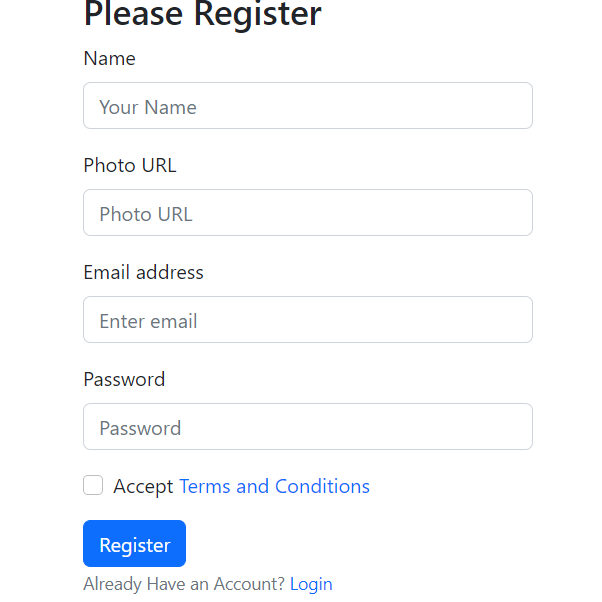 Please Register
Name
Your Name
Photo URL
Photo URL
Email address
Enter email
Password
Password
Accept Terms and Conditions
Register
Already Have an Account? Login